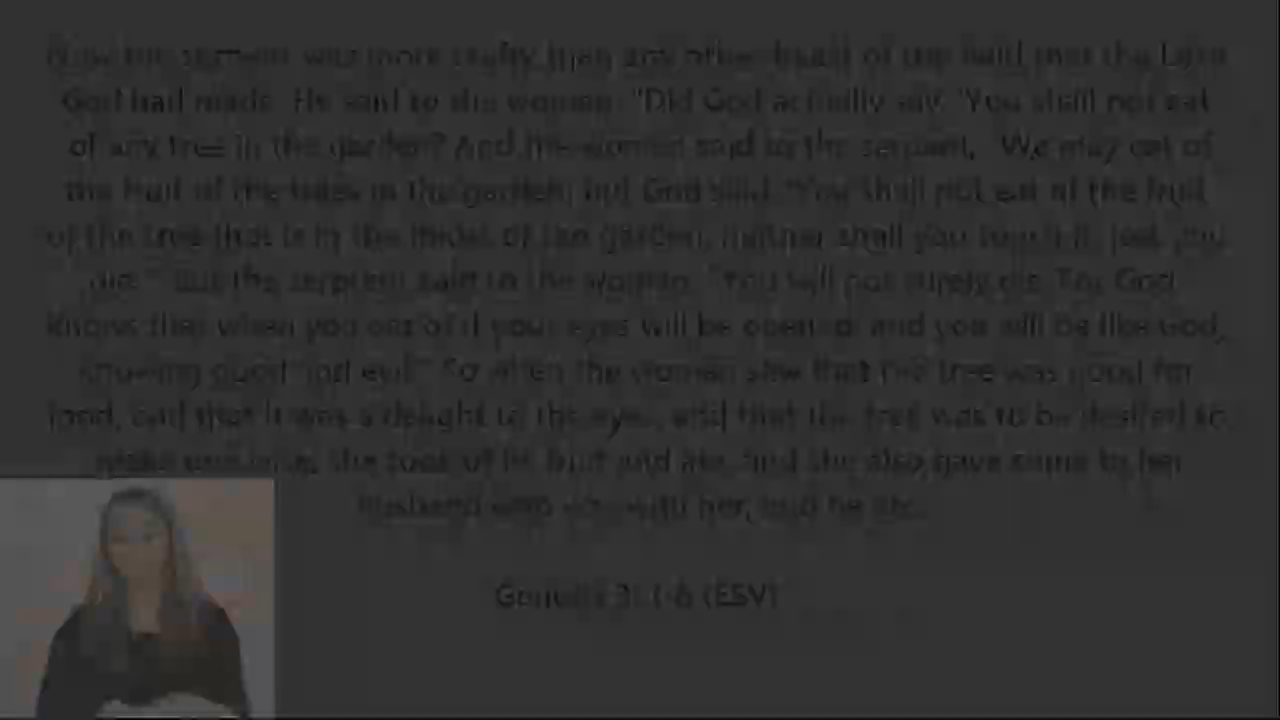 Now the serpent was more crafty than any other beast of the field that the Lord
God had made. He said to the woman, "Did God actually say, 'You shall not eat
of any tree in the garden'? And the woman said to the serpent, "We may eat of
the fruit of the trees in the garden, but God said, 'You shall not eat of the fruit
of the tree that is in the midst of the garden, neither shall you touch it, lest you
die.'" But the serpent said to the woman, "You will not surely die. For God
knows that when you eat of it your eyes will be opened, and you will be like God,
knowing good and evil." So when the woman saw that the tree was good for
food, and that it was a delight to the eyes, and that the tree was to be desired to
make one wise, she took of its fruit and ate, and she also gave some to her
husband who was with her, and he ate.
Genesis 3: 1-6 (ESV)